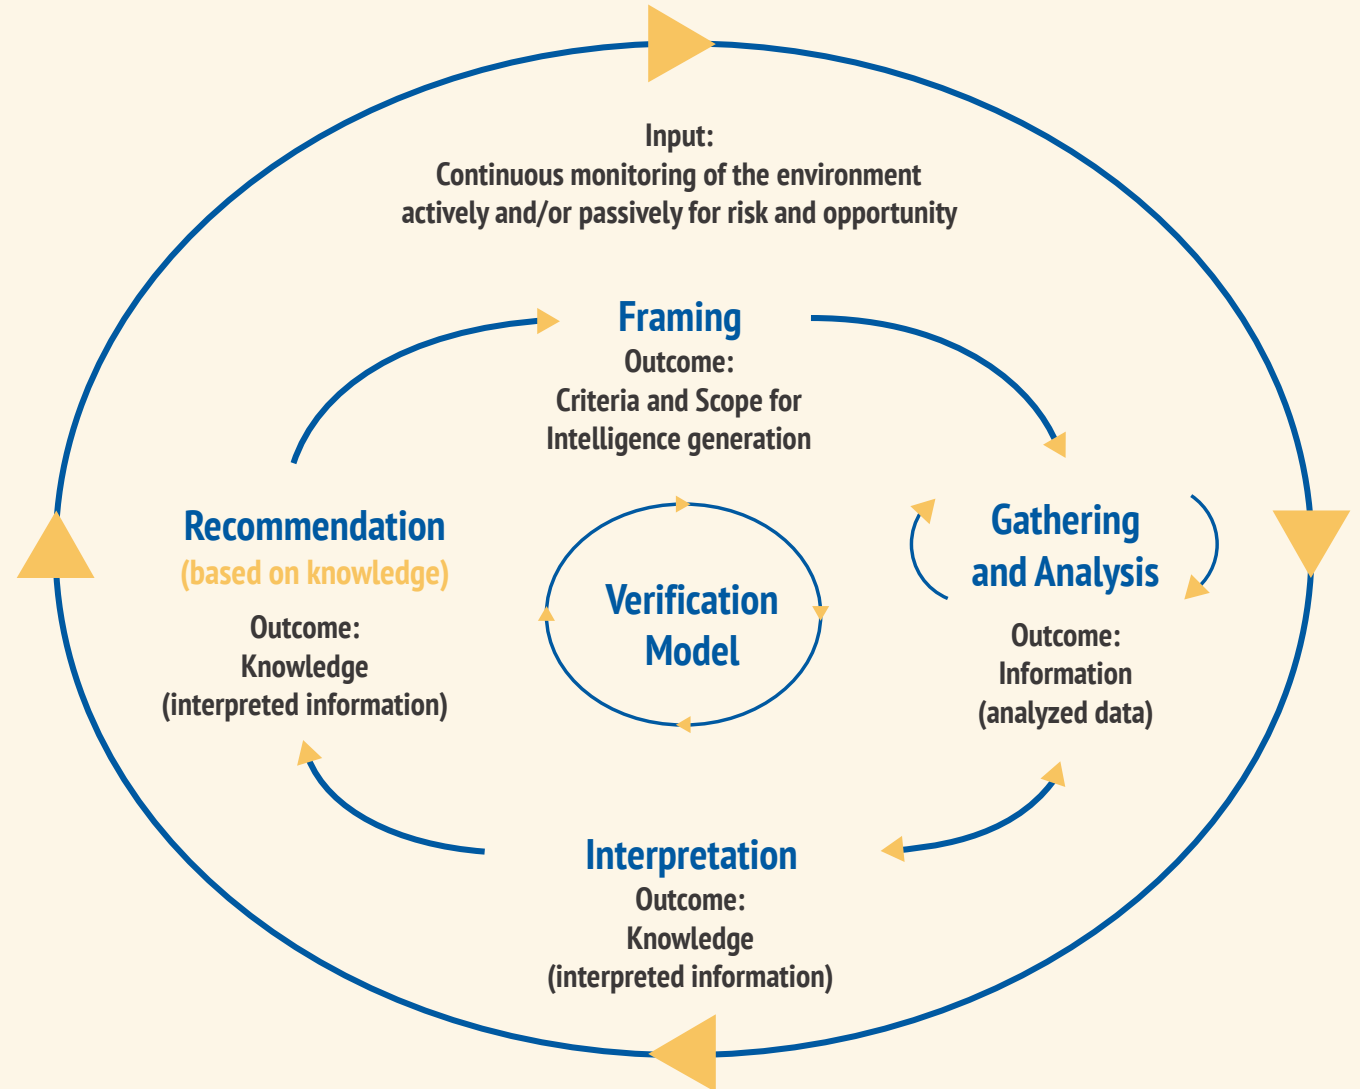 Input:
Continuous monitoring of the environment
actively and/or passively for risk and opportunity
Framing
Outcome:
Criteria and Scope for
Intelligence generation
Recommendation
(based on knowledge)
Outcome:
Knowledge
(interpreted information)
Verification
Model
Gathering
and Analysis
Outcome:
Information
(analyzed data)
Interpretation
Outcome:
Knowledge
(interpreted information)